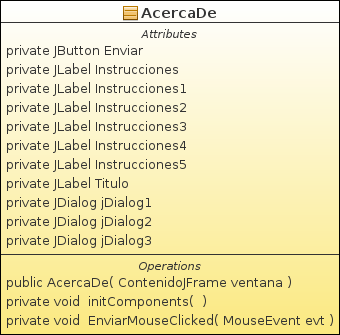 AcercaDe
Attributes
private JButton Enviar
private JLabel Instrucciones
private JLabel Instrucciones1
private JLabel Instrucciones2
private JLabel Instrucciones3
private JLabel Instrucciones4
private JLabel Instrucciones5
private JLabel Titulo
private JDialog jDialog1
private JDialog jDialog2
private JDialog jDialog3
Operations
public AcercaDe( ContenidoJFrame ventana )
private void  initComponents(  )
private void  EnviarMouseClicked( MouseEvent evt )